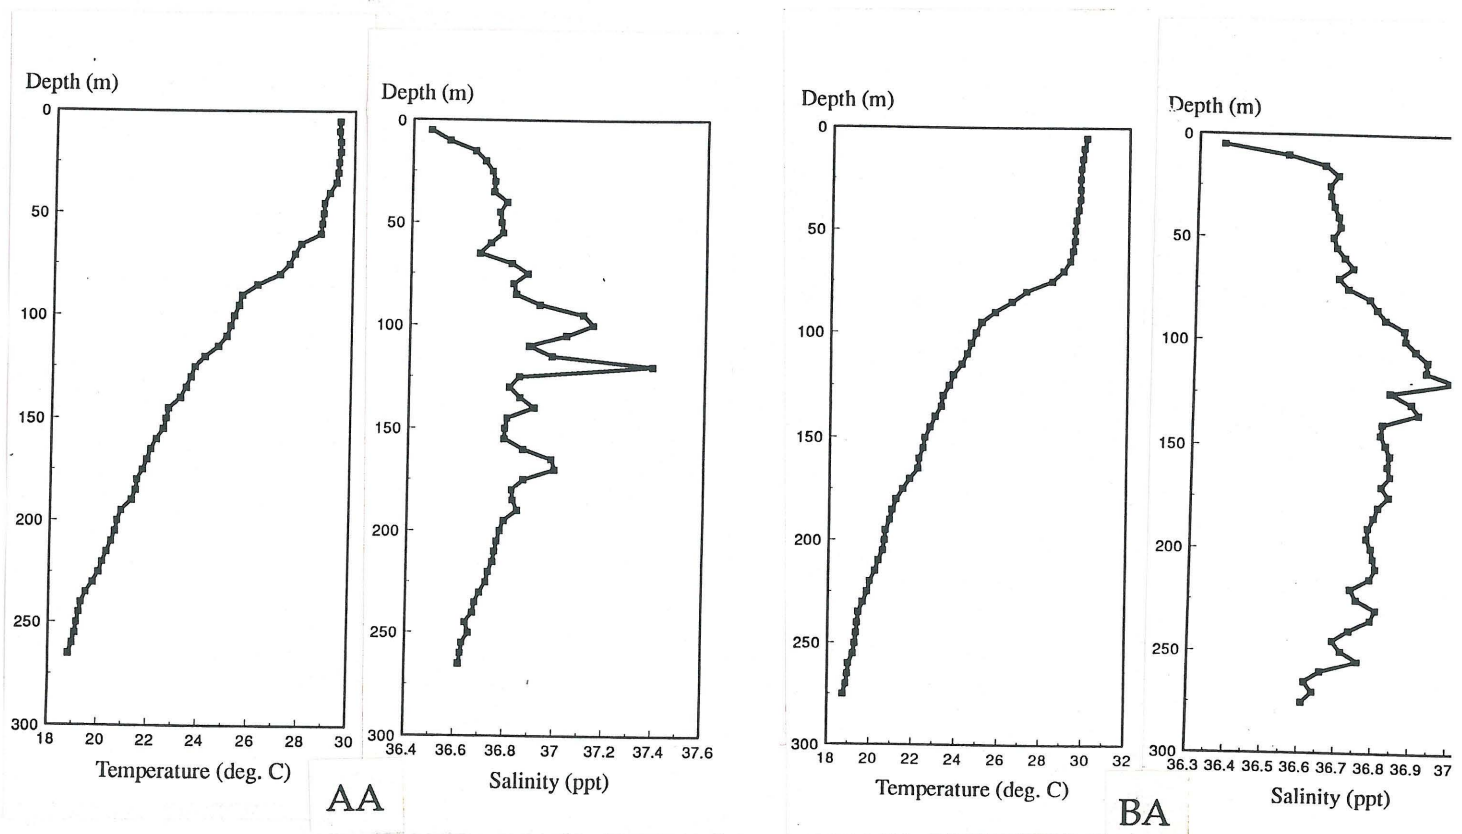 Depth (m)
0
50
100
150
200
250
300
18 20 22 24 26 28 30
Temperature (deg. C)
Depth (m)
0
50
100
150
200
250
300
36.4 36.6 36.8 37 37.2 37.4 37.6
Salinity (ppt)
AA
Depth (m)
0
50
100
150
200
250
300
18 20 22 24 26 28 30 32
Temperature (deg. C)
Depth (m)
0
50
100
150
200
250
300
36.3 36.4 36.5 36.6 36.7 36.8 36.9 37
Salinity (ppt)
BA